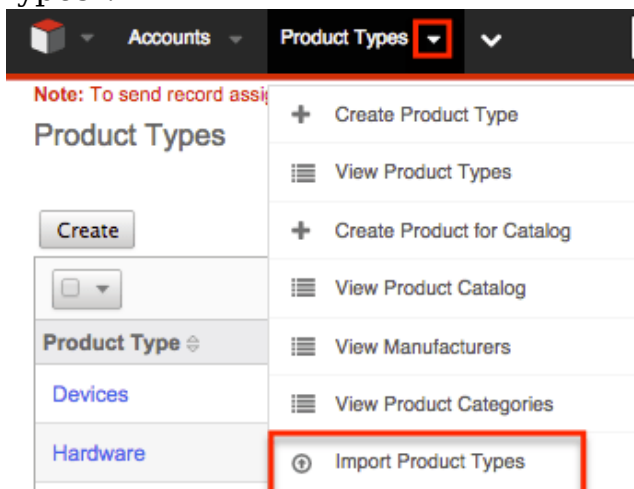 Accounts Product Types
Note: To send record assig
Product Types
Create
Product Type
Devices
Hardware
Create Product Type
View Product Types
Create Product for Catalog
View Product Catalog
View Manufacturers
View Product Categories
Import Product Types